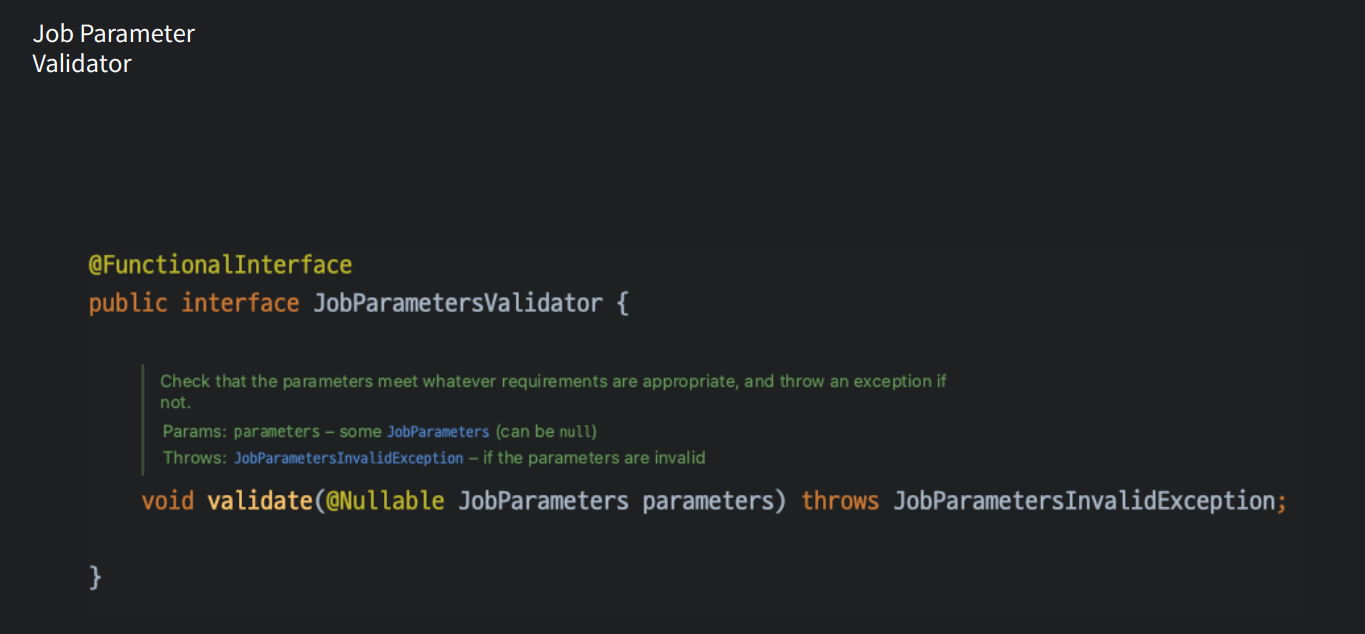 Job Parameter
Validator
@FunctionalInterface
public interface JobParametersValidator {
Check that the parameters meet whatever requirements are appropriate, and throw an exception if
not.
Params: parameters – some JobParameters (can be null)
Throws: JobParametersInvalidException – if the parameters are invalid
void validate(@Nullable JobParameters parameters) throws JobParametersInvalidException;
}